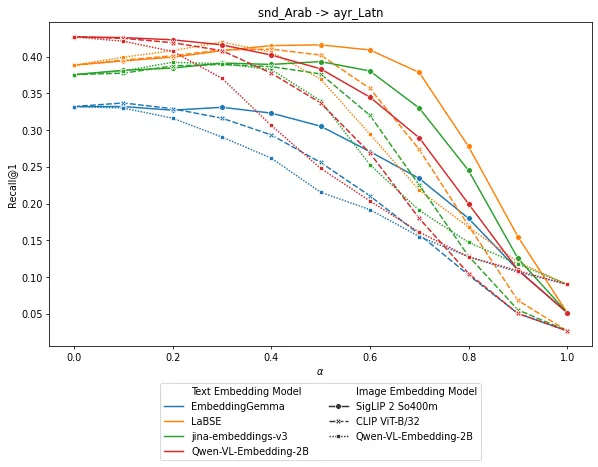 snd_Arab -> ayr_Latn
Recall@1
0.40
0.35
0.30
0.25
0.20
0.15
0.10
0.05
0.0
0.2
0.4
0.6
0.8
1.0
α
Text Embedding Model
EmbeddingGemma
LaBSE
jina-embeddings-v3
Qwen-VL-Embedding-2B
Image Embedding Model
SigLIP 2 So400m
CLIP ViT-B/32
Qwen-VL-Embedding-2B